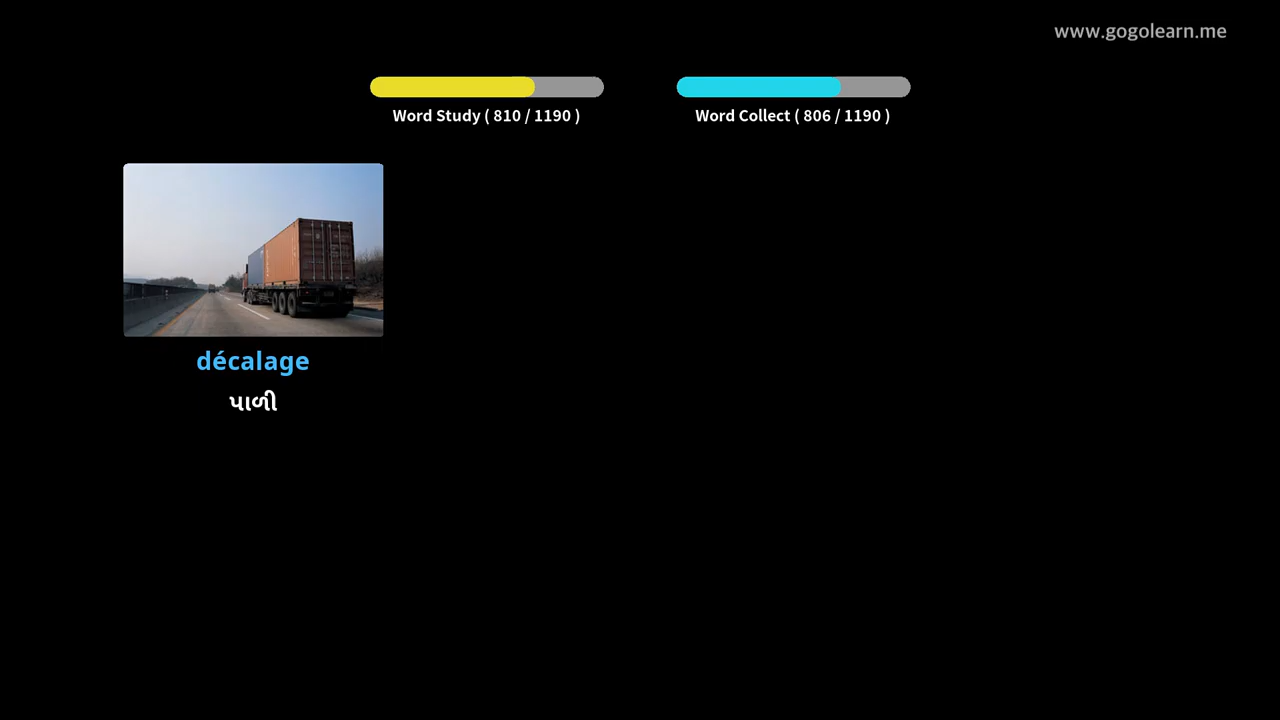 www.gogolearn.me
Word Study ( 810 / 1190 )
Word Collect ( 806 / 1190 )
décalage
પાળી